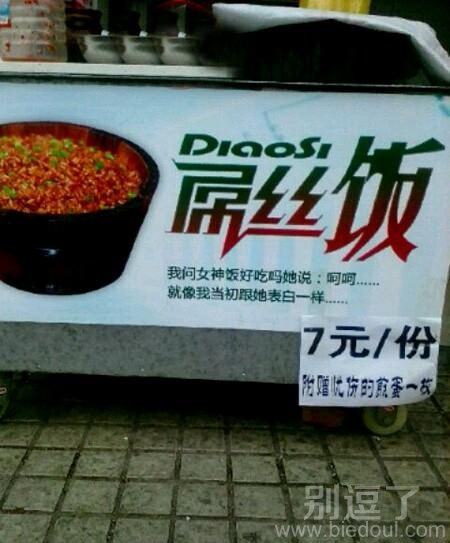 DiaoSi
屌丝饭
我问女神饭好吃吗她说：呵呵……
就像我当初跟她表白一样……
7元/份
附赠忧伤的煎蛋一枚
别逗了
www.biedoul.com